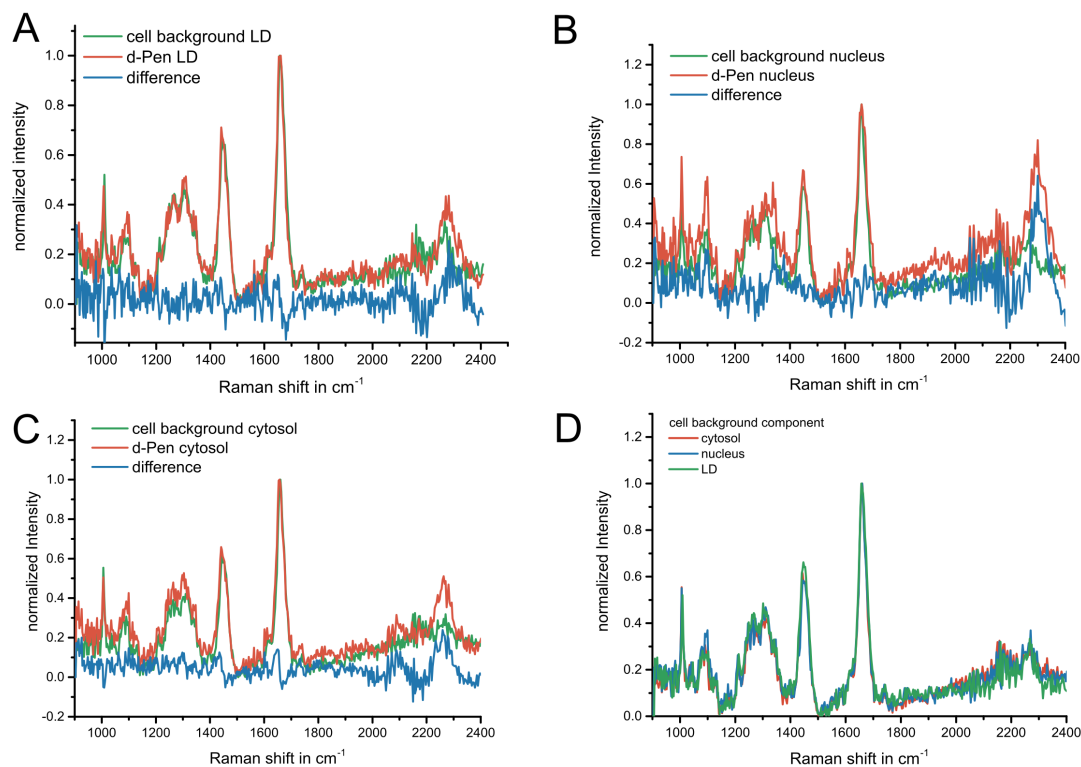 A
cell background LD
d-Pen LD
difference
normalized intensity
1.0
0.8
0.6
0.4
0.2
0.0
1000 1200 1400 1600 1800 2000 2200 2400
Raman shift in cm-1
B
cell background nucleus
d-Pen nucleus
difference
normalized Intensity
1.2
1.0
0.8
0.6
0.4
0.2
0.0
-0.2
1000 1200 1400 1600 1800 2000 2200 2400
Raman shift in cm-1
C
cell background cytosol
d-Pen cytosol
difference
normalized Intensity
1.2
1.0
0.8
0.6
0.4
0.2
0.0
-0.2
1000 1200 1400 1600 1800 2000 2200 2400
Raman shift in cm-1
D
cell background component
cytosol
nucleus
LD
normalized Intensity
1.2
1.0
0.8
0.6
0.4
0.2
0.0
1000 1200 1400 1600 1800 2000 2200 2400
Raman shift in cm-1